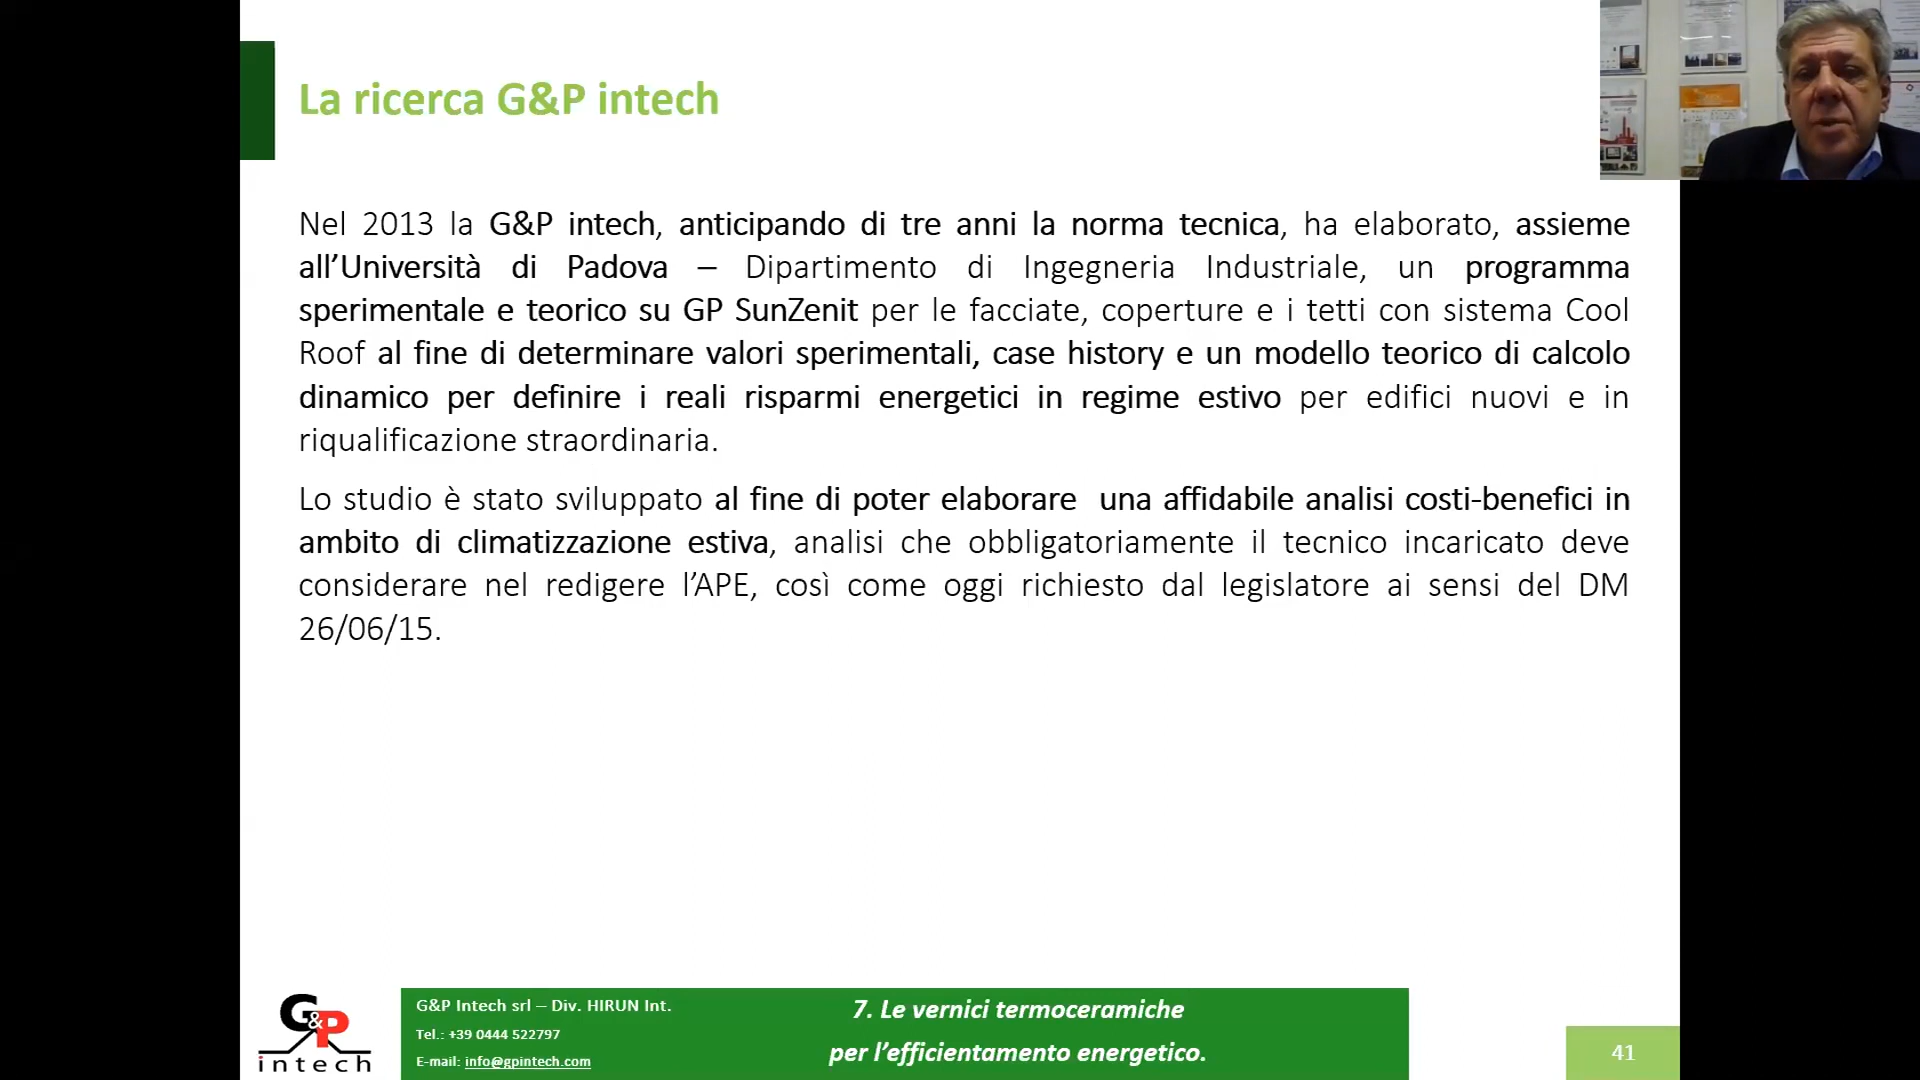 La ricerca G&P intech
Nel 2013 la G&P intech, anticipando di tre anni la norma tecnica, ha elaborato, assieme
all’Università di Padova – Dipartimento di Ingegneria Industriale, un programma
sperimentale e teorico su GP SunZenit per le facciate, coperture e i tetti con sistema Cool
Roof al fine di determinare valori sperimentali, case history e un modello teorico di calcolo
dinamico per definire i reali risparmi energetici in regime estivo per edifici nuovi e in
riqualificazione straordinaria.
Lo studio è stato sviluppato al fine di poter elaborare  una affidabile analisi costi-benefici in
ambito di climatizzazione estiva, analisi che obbligatoriamente il tecnico incaricato deve
considerare nel redigere l’APE, così come oggi richiesto dal legislatore ai sensi del DM
26/06/15.
G&P
intech
G&P Intech srl – Div. HIRUN Int.
Tel.: +39 0444 522797
E-mail: info@gpintech.com
7. Le vernici termoceramiche
per l’efficientamento energetico.
41